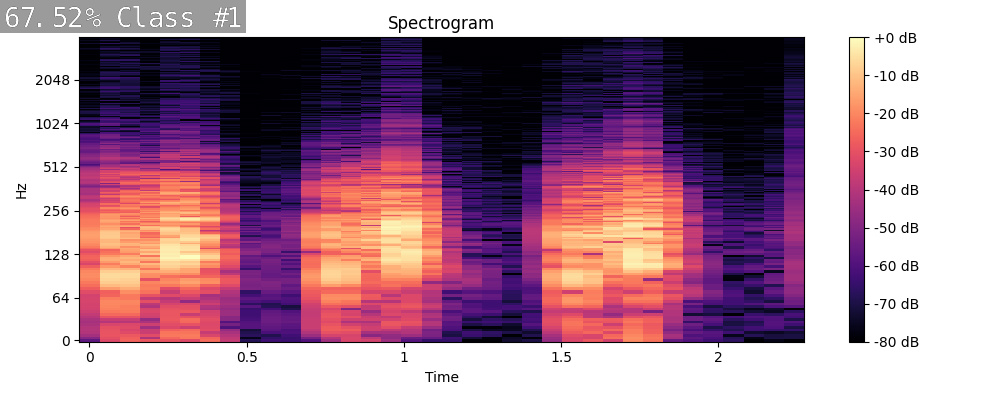 67.52% Class #1
Spectrogram
Hz
2048
1024
512
256
128
64
0
0 0.5 1 1.5 2
Time
+0 dB
-10 dB
-20 dB
-30 dB
-40 dB
-50 dB
-60 dB
-70 dB
-80 dB